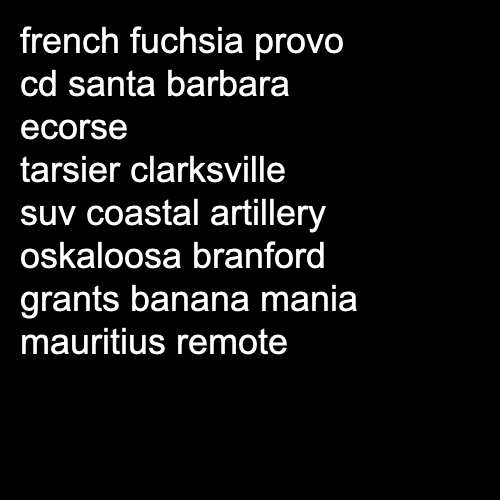 french fuchsia provo
cd santa barbara
ecorse
tarsier clarksville
suv coastal artillery
oskaloosa branford
grants banana mania
mauritius remote